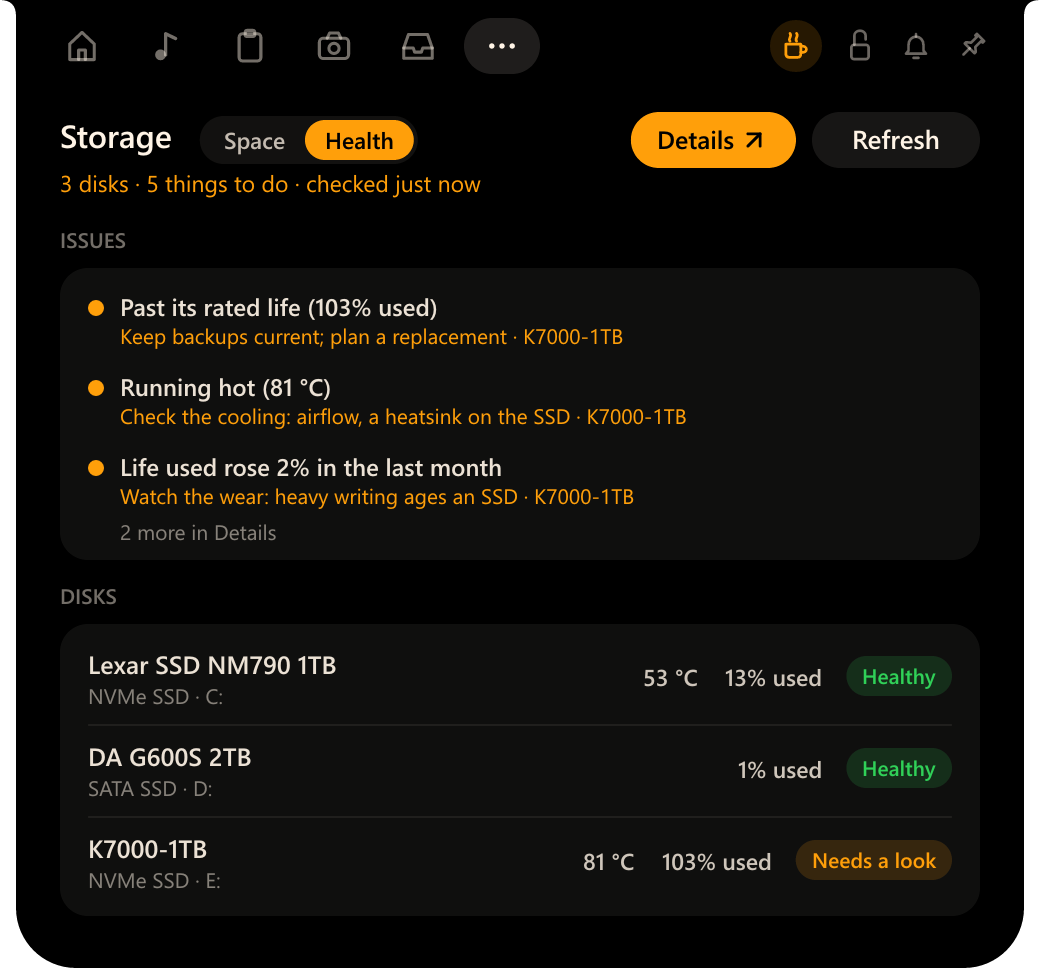 Storage
Space
Health
Details
Refresh
3 disks · 5 things to do · checked just now
ISSUES
Past its rated life (103% used)
Keep backups current; plan a replacement · K7000-1TB
Running hot (81 °C)
Check the cooling: airflow, a heatsink on the SSD · K7000-1TB
Life used rose 2% in the last month
Watch the wear: heavy writing ages an SSD · K7000-1TB
2 more in Details
DISKS
Lexar SSD NM790 1TB
NVMe SSD · C:
53 °C 13% used Healthy
DA G600S 2TB
SATA SSD · D:
1% used Healthy
K7000-1TB
NVMe SSD · E:
81 °C 103% used Needs a look